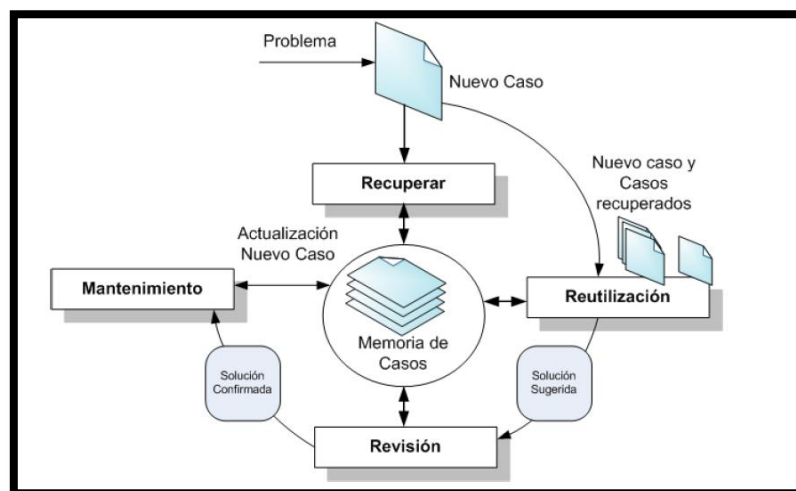 Problema
Nuevo Caso
Recuperar
Nuevo caso y
Casos
recuperados
Actualización
Nuevo Caso
Mantenimiento
Reutilización
Memoria de
Casos
Solución
Confirmada
Solución
Sugerida
Revisión